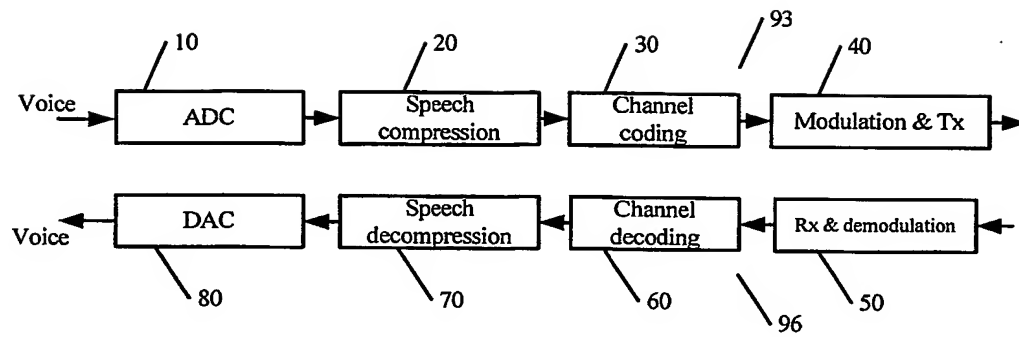 10
20
30
93
40
Voice
ADC
Speech
compression
Channel
coding
Modulation & Tx
Voice
DAC
Speech
decompression
Channel
decoding
Rx & demodulation
80
70
60
96
50